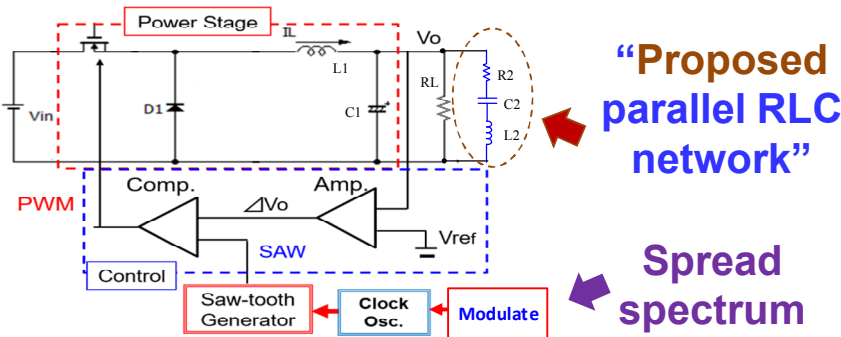 Power Stage
IL
Vo
L1
R2
RL
C2
Vin
D1
C1
L2
“Proposed
parallel RLC
network”
Comp.
Amp.
PWM
⊿Vo
SAW
Vref
Control
Spread
spectrum
Saw-tooth
Generator
Clock
Osc.
Modulate